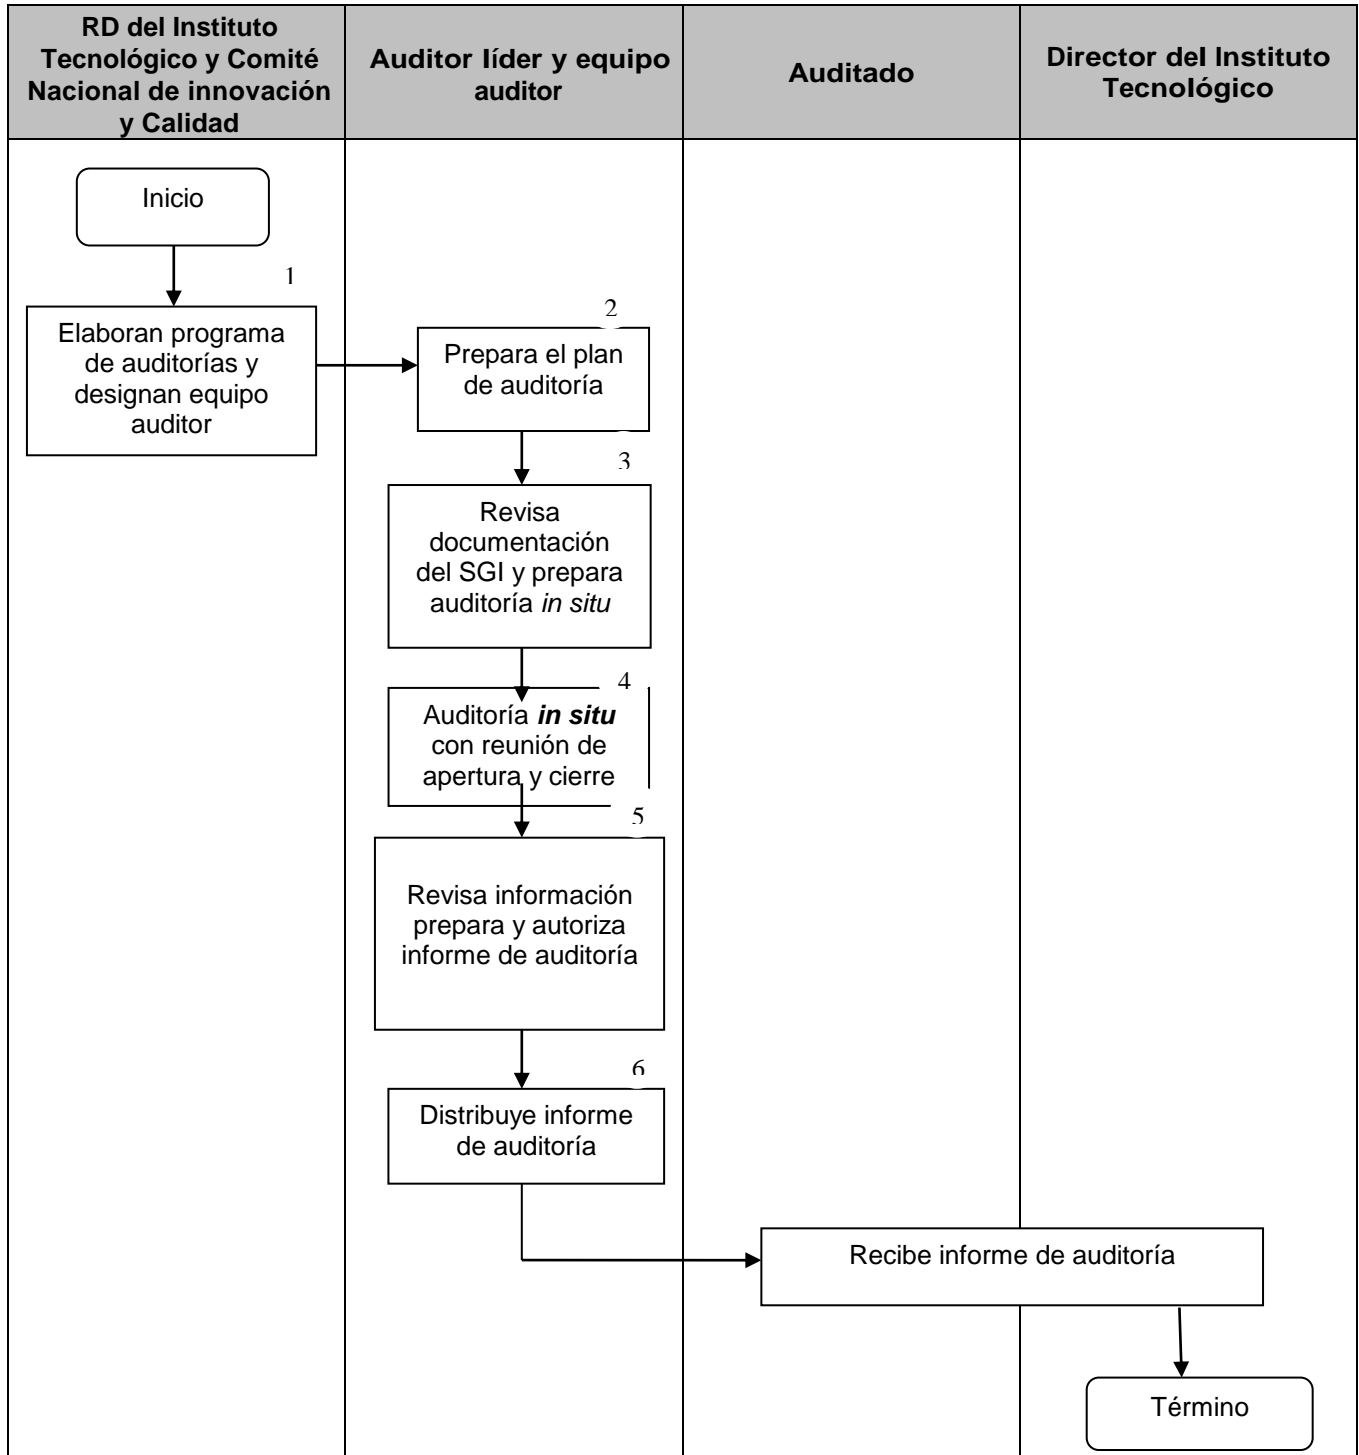 RD del Instituto
Tecnológico y Comité
Nacional de innovación
y Calidad
Auditor líder y equipo
auditor
Auditado
Director del Instituto
Tecnológico
Inicio
1
Elaboran programa
de auditorías y
designan equipo
auditor
2
Prepara el plan
de auditoría
3
Revisa
documentación
del SGI y prepara
auditoría in situ
4
Auditoría in situ
con reunión de
apertura y cierre
5
Revisa información
prepara y autoriza
informe de auditoría
6
Distribuye informe
de auditoría
Recibe informe de auditoría
Término